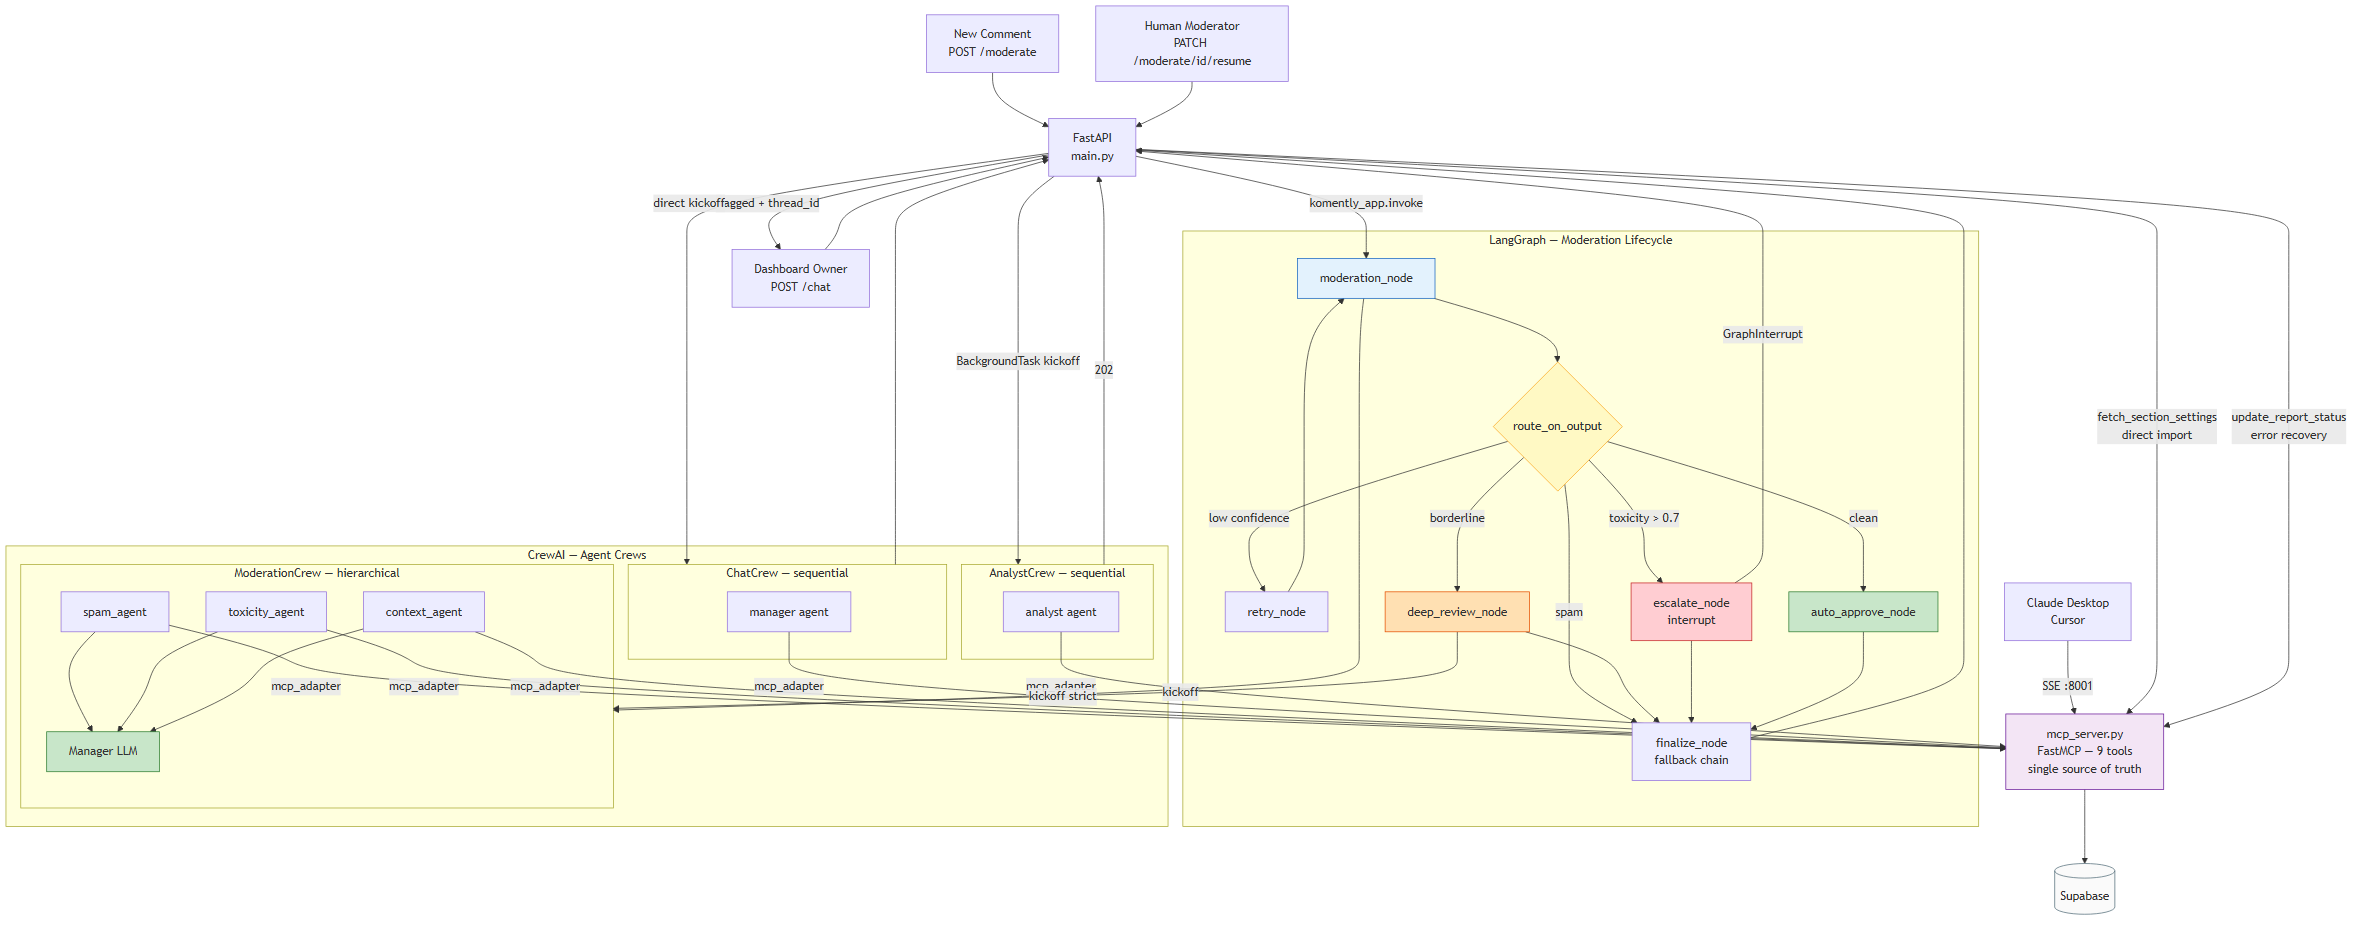 New Comment
POST /moderate
Human Moderator
PATCH
/moderate/id/resume
FastAPI
main.py
direct kickoff
agged + thread_id
komently_app.invoke
Dashboard Owner
POST /chat
LangGraph — Moderation Lifecycle
moderation_node
GraphInterrupt
BackgroundTask kickoff
202
route_on_output
fetch_section_settings
direct import
update_report_status
error recovery
low confidence
borderline
toxicity > 0.7
clean
CrewAI — Agent Crews
ModerationCrew — hierarchical
ChatCrew — sequential
AnalystCrew — sequential
spam_agent
toxicity_agent
context_agent
manager agent
analyst agent
retry_node
deep_review_node
spam
escalate_node
interrupt
auto_approve_node
Claude Desktop
Cursor
mcp_adapter
mcp_adapter
mcp_adapter
mcp_adapter
mcp_adapter
kickoff strict
kickoff
SSE :8001
Manager LLM
finalize_node
fallback chain
mcp_server.py
FastMCP — 9 tools
single source of truth
Supabase